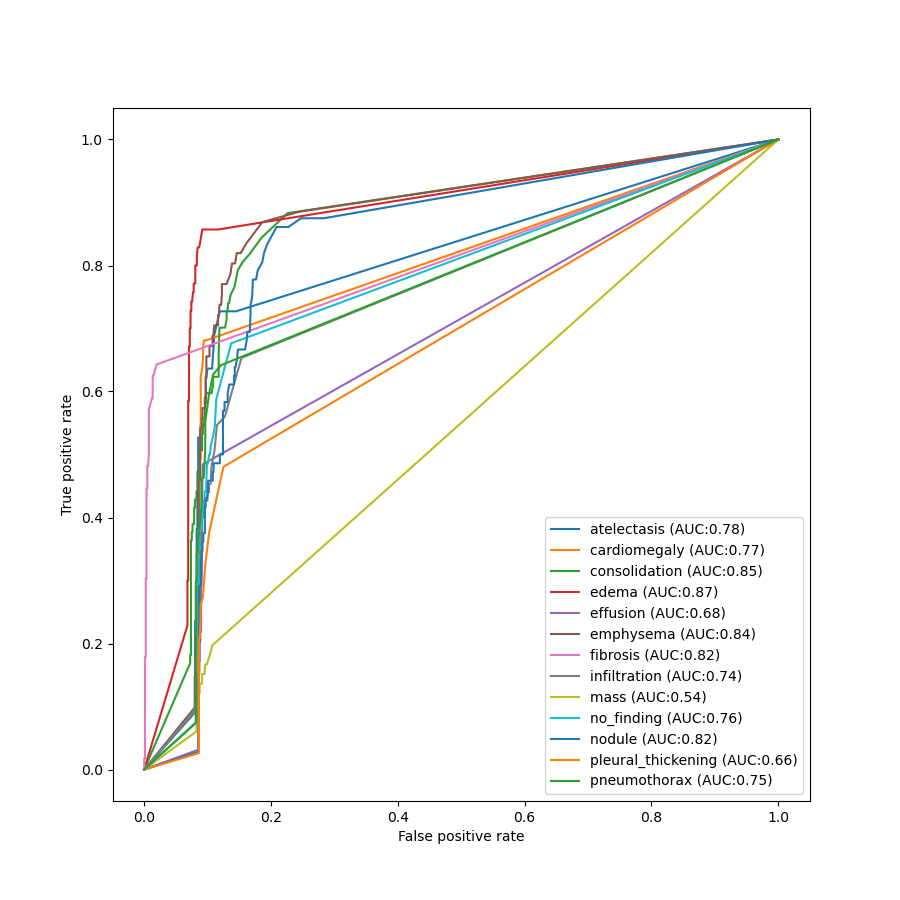 1.0
0.8
0.6
0.4
0.2
0.0
True positive rate
atelectasis (AUC:0.78)
cardiomegaly (AUC:0.77)
consolidation (AUC:0.85)
edema (AUC:0.87)
effusion (AUC:0.68)
emphysema (AUC:0.84)
fibrosis (AUC:0.82)
infiltration (AUC:0.74)
mass (AUC:0.54)
no_finding (AUC:0.76)
nodule (AUC:0.82)
pleural_thickening (AUC:0.66)
pneumothorax (AUC:0.75)
0.0 0.2 0.4 0.6 0.8 1.0
False positive rate